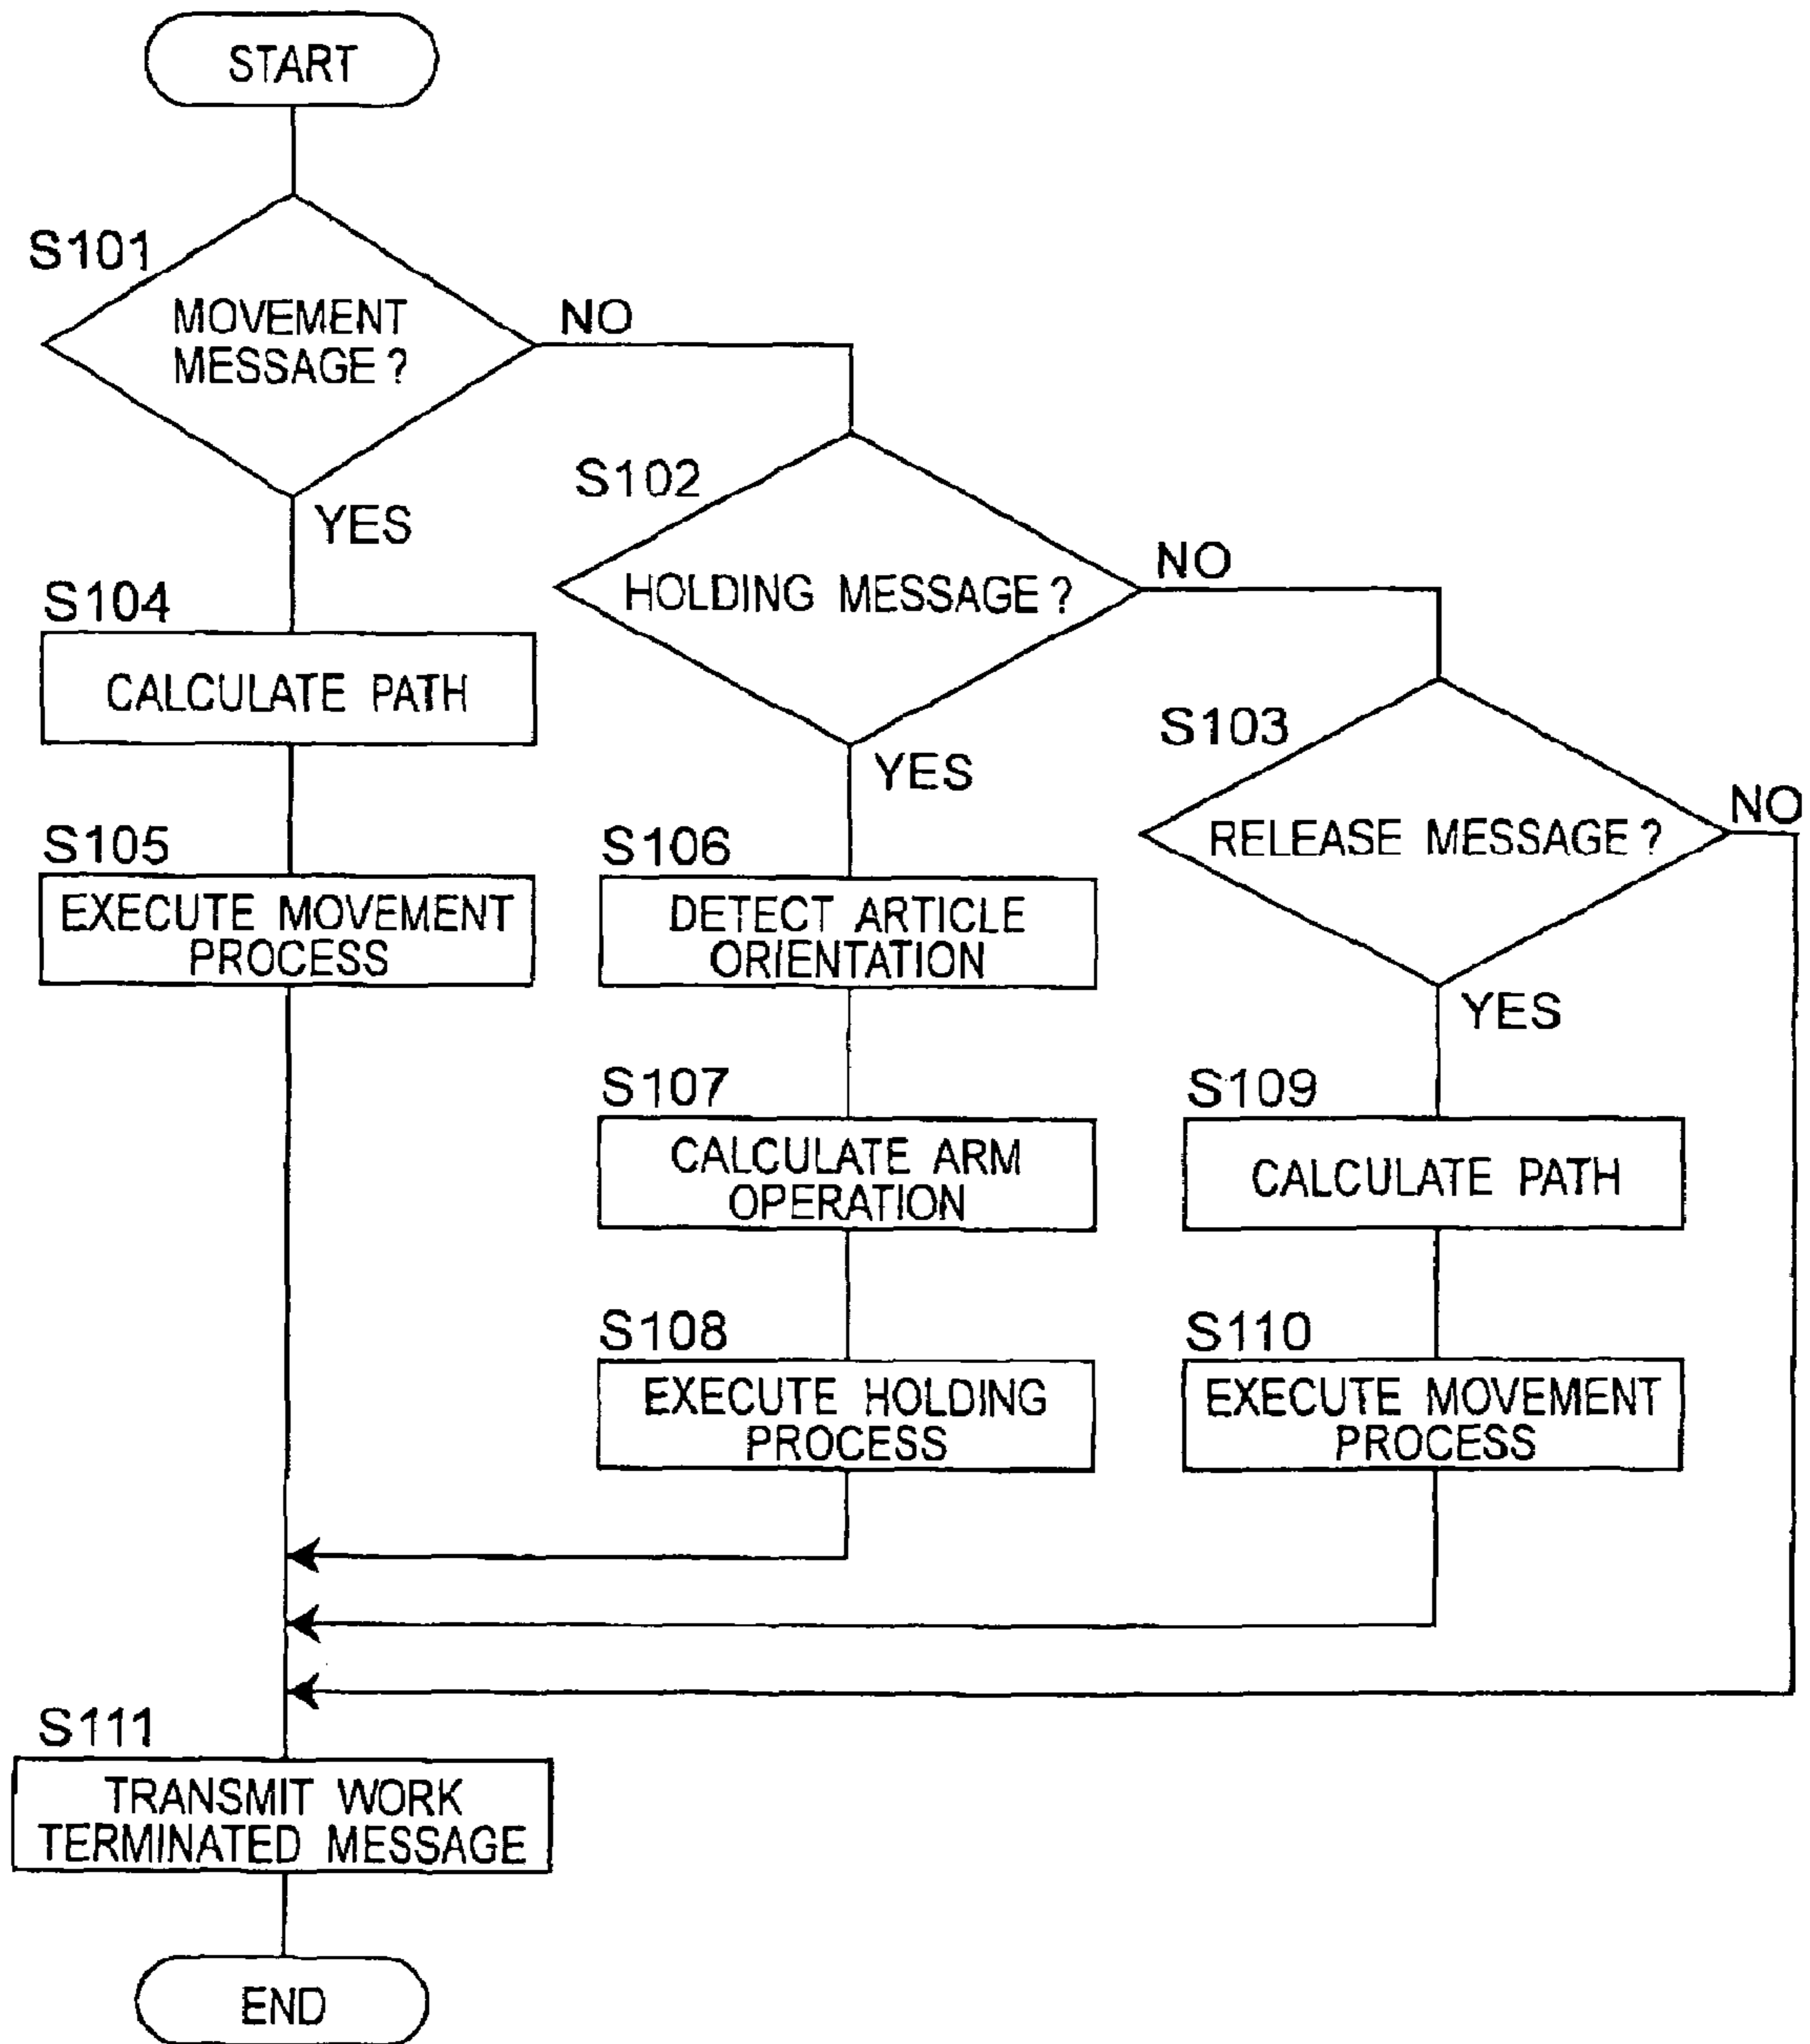 START
S101
MOVEMENT
MESSAGE?
NO
YES
S102
HOLDING MESSAGE?
NO
YES
S103
RELEASE MESSAGE?
NO
YES
S104
CALCULATE PATH
S105
EXECUTE MOVEMENT
PROCESS
S106
DETECT ARTICLE
ORIENTATION
S107
CALCULATE ARM
OPERATION
S108
EXECUTE HOLDING
PROCESS
S109
CALCULATE PATH
S110
EXECUTE MOVEMENT
PROCESS
S111
TRANSMIT WORK
TERMINATED MESSAGE
END